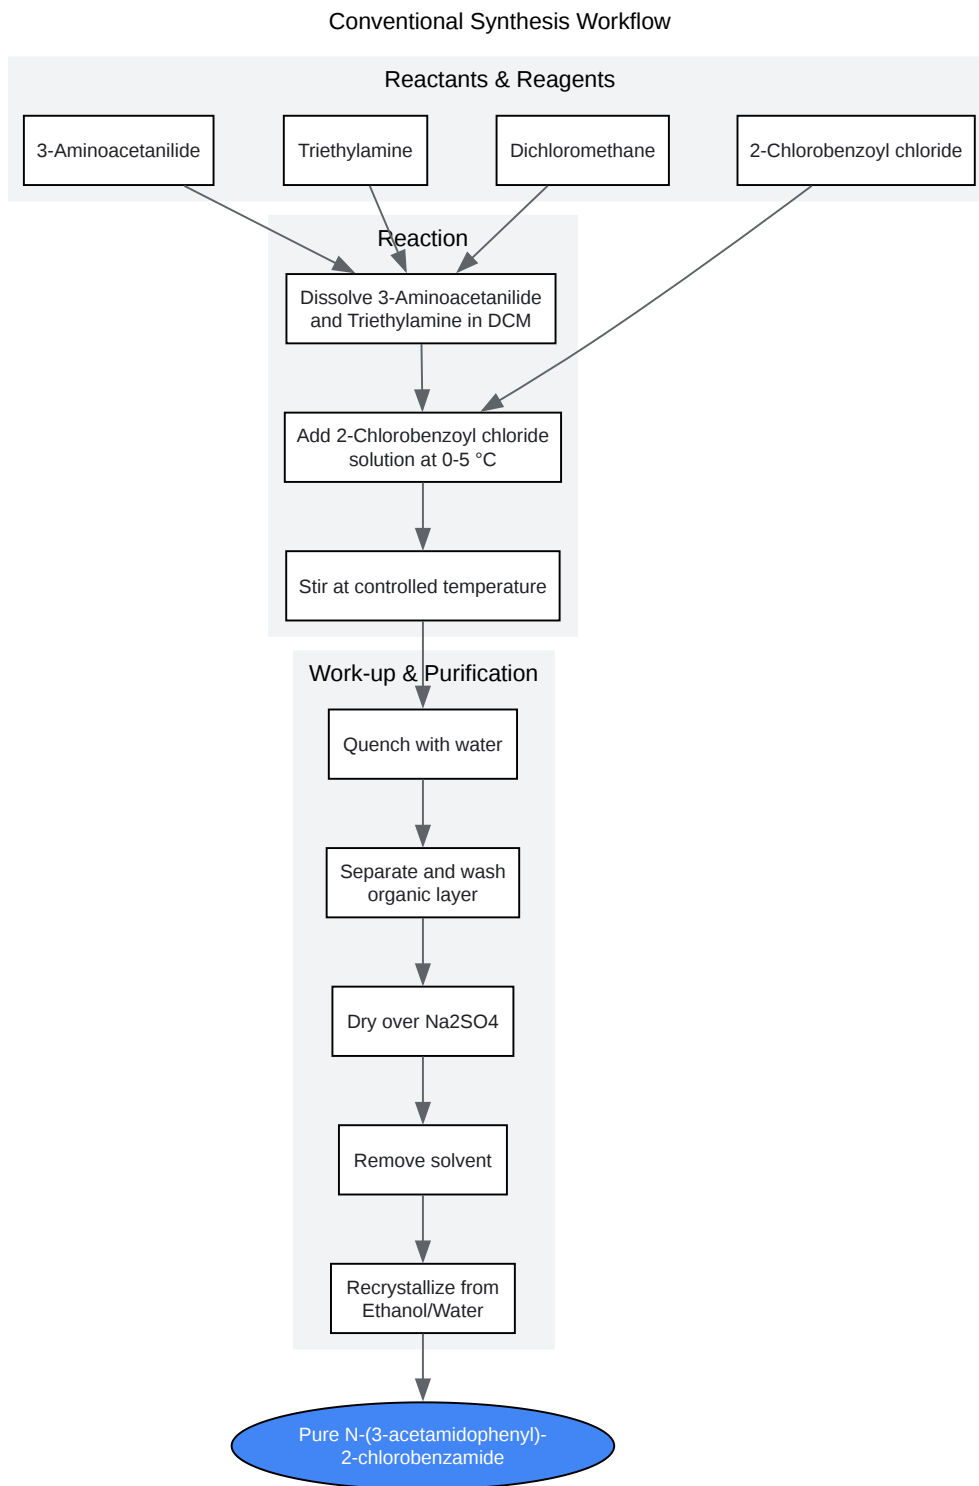 Conventional Synthesis Workflow
Reactants & Reagents
3-Aminoacetanilide
Triethylamine
Dichloromethane
2-Chlorobenzoyl chloride
Reaction
Dissolve 3-Aminoacetanilide
and Triethylamine in DCM
Add 2-Chlorobenzoyl chloride
solution at 0-5 °C
Stir at controlled temperature
Work-up & Purification
Quench with water
Separate and wash
organic layer
Dry over Na2SO4
Remove solvent
Recrystallize from
Ethanol/Water
Pure N-(3-acetamidophenyl)-
2-chlorobenzamide